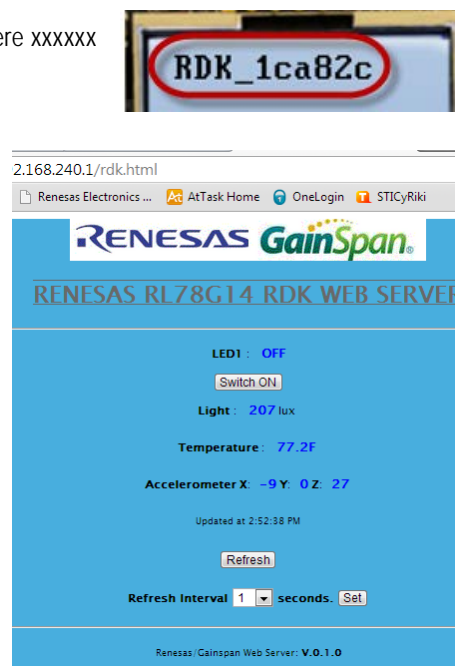 ere xxxxxx
RDK_1ca82c
2.168.240.1/rdk.html
Renesas Electronics ... AtTask Home OneLogin STICyRiki
RENESAS GainSpan®
RENESAS RL78G14 RDK WEB SERVER
LED1 : OFF
Switch ON
Light : 207 lux
Temperature : 77.2F
Accelerometer X: -9 Y: 0 Z: 27
Updated at 2:52:38 PM
Refresh
Refresh Interval 1 seconds. Set
Renesas/Gainspan Web Server: V.0.1.0